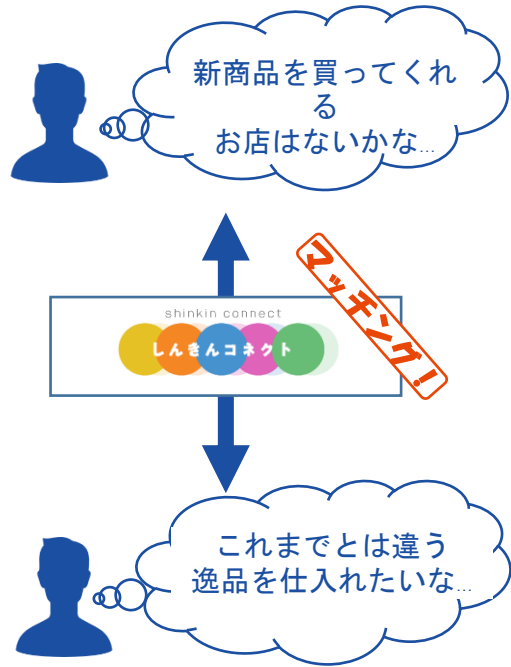 新商品を買ってくれ
る
お店はないかな...
マッチング!
shinkin connect
しんきんコネクト
これまでとは違う
逸品を仕入れたいな...